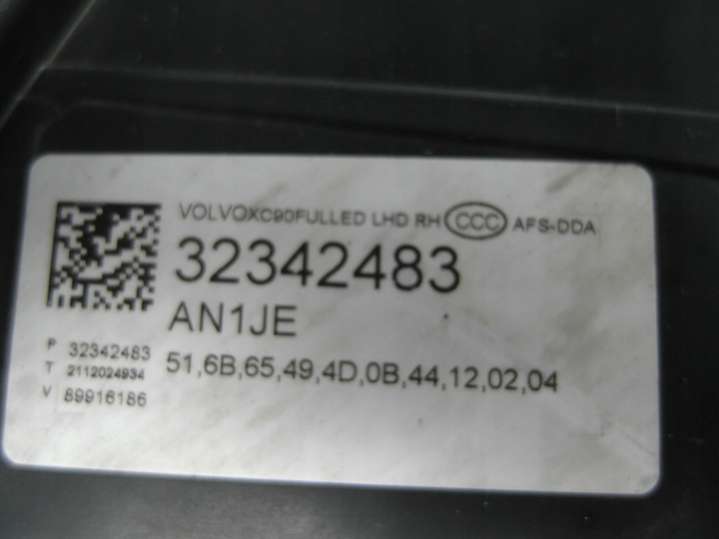 VOLVOXC90FULLED LHD RH CCC AFS-DDA
32342483
AN1JE
51,6B,65,49,4D,0B,44,12,02,04
P 32342483
T 2112024934
V 89916186